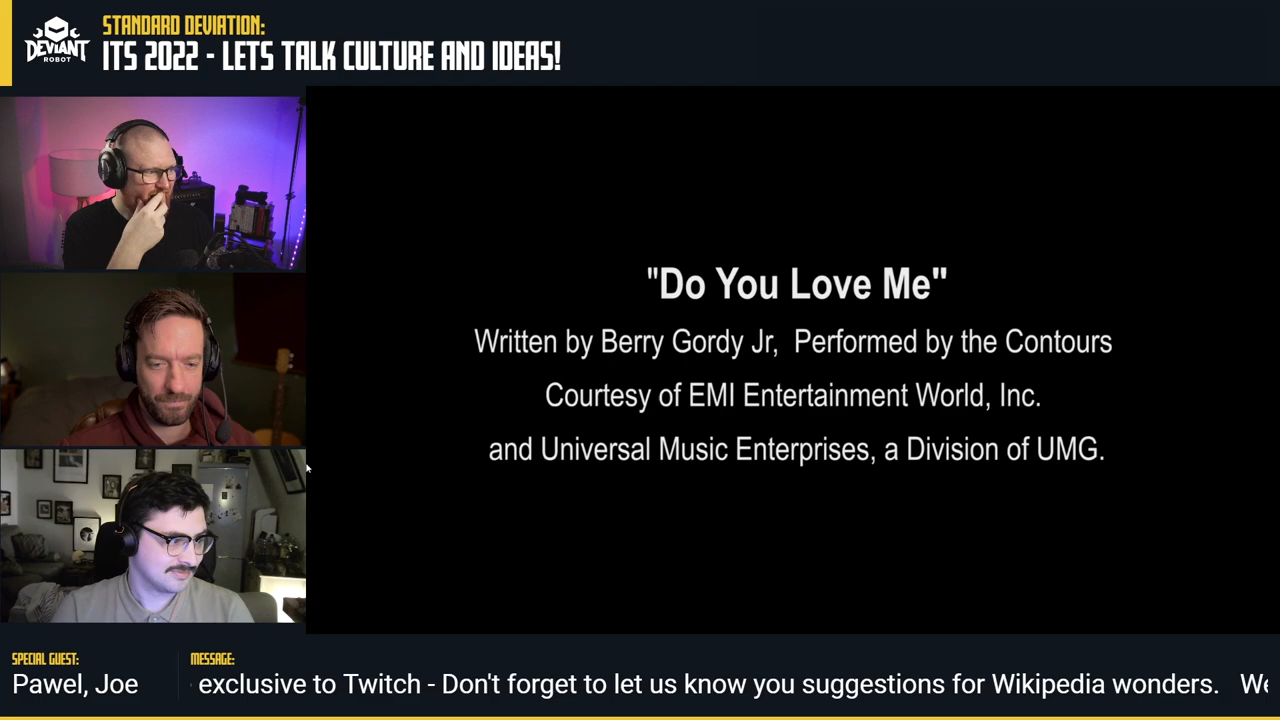 DEVIANT
ROBOT
STANDARD DEVIATION:
ITS 2022 - LETS TALK CULTURE AND IDEAS!
"Do You Love Me"
Written by Berry Gordy Jr, Performed by the Contours
Courtesy of EMI Entertainment World, Inc.
and Universal Music Enterprises, a Division of UMG.
SPECIAL GUEST:
Pawel, Joe
MESSAGE:
exclusive to Twitch - Don't forget to let us know you suggestions for Wikipedia wonders. We